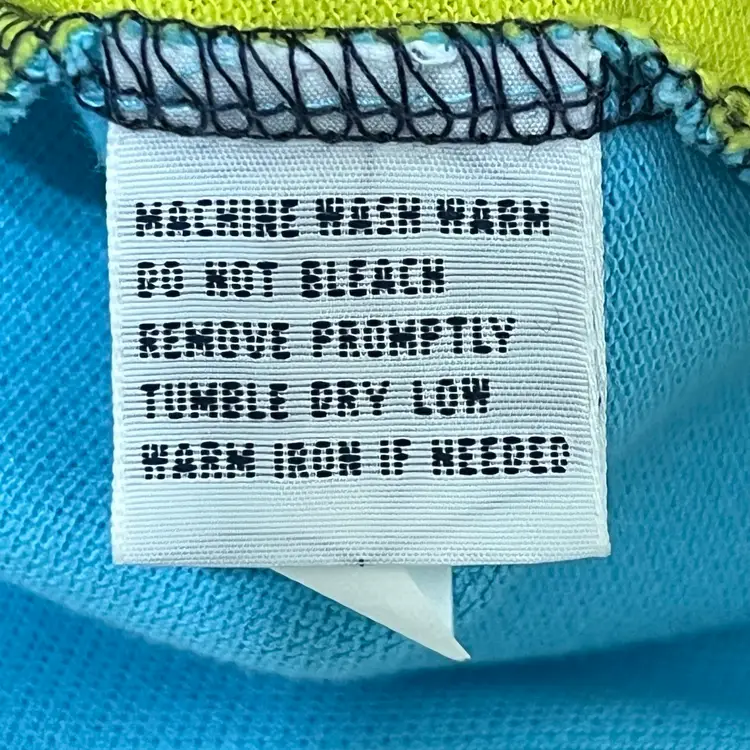 MACHINE WASH WARM
DO NOT BLEACH
REMOVE PROMPTLY
TUMBLE DRY LOW
WARM IRON IF NEEDED